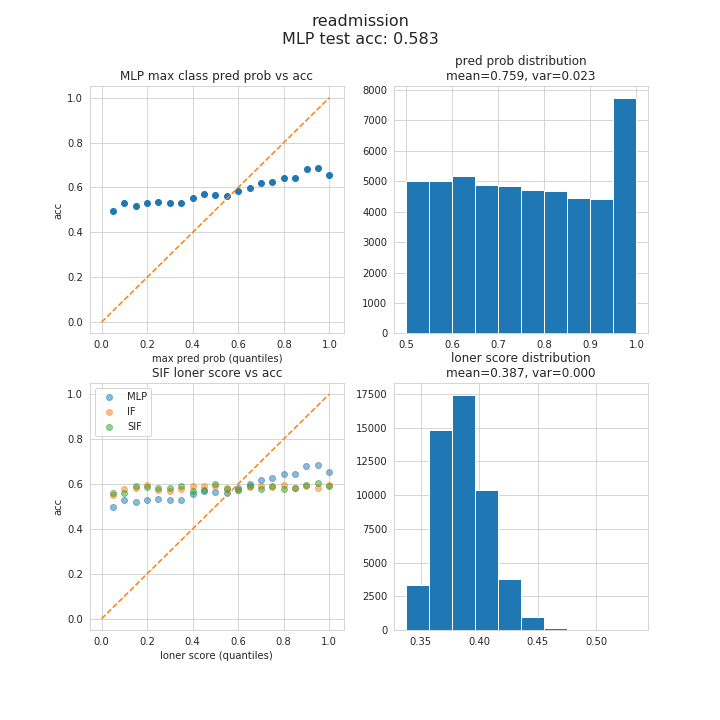 readmission
MLP test acc: 0.583
MLP max class pred prob vs acc
1.0
0.8
0.6
0.4
0.2
0.0
acc
0.0 0.2 0.4 0.6 0.8 1.0
max pred prob (quantiles)
pred prob distribution
mean=0.759, var=0.023
8000
7000
6000
5000
4000
3000
2000
1000
0
0.5 0.6 0.7 0.8 0.9 1.0
SIF loner score vs acc
MLP
IF
SIF
1.0
0.8
0.6
0.4
0.2
0.0
acc
0.0 0.2 0.4 0.6 0.8 1.0
loner score (quantiles)
loner score distribution
mean=0.387, var=0.000
17500
15000
12500
10000
7500
5000
2500
0
0.35 0.40 0.45 0.50